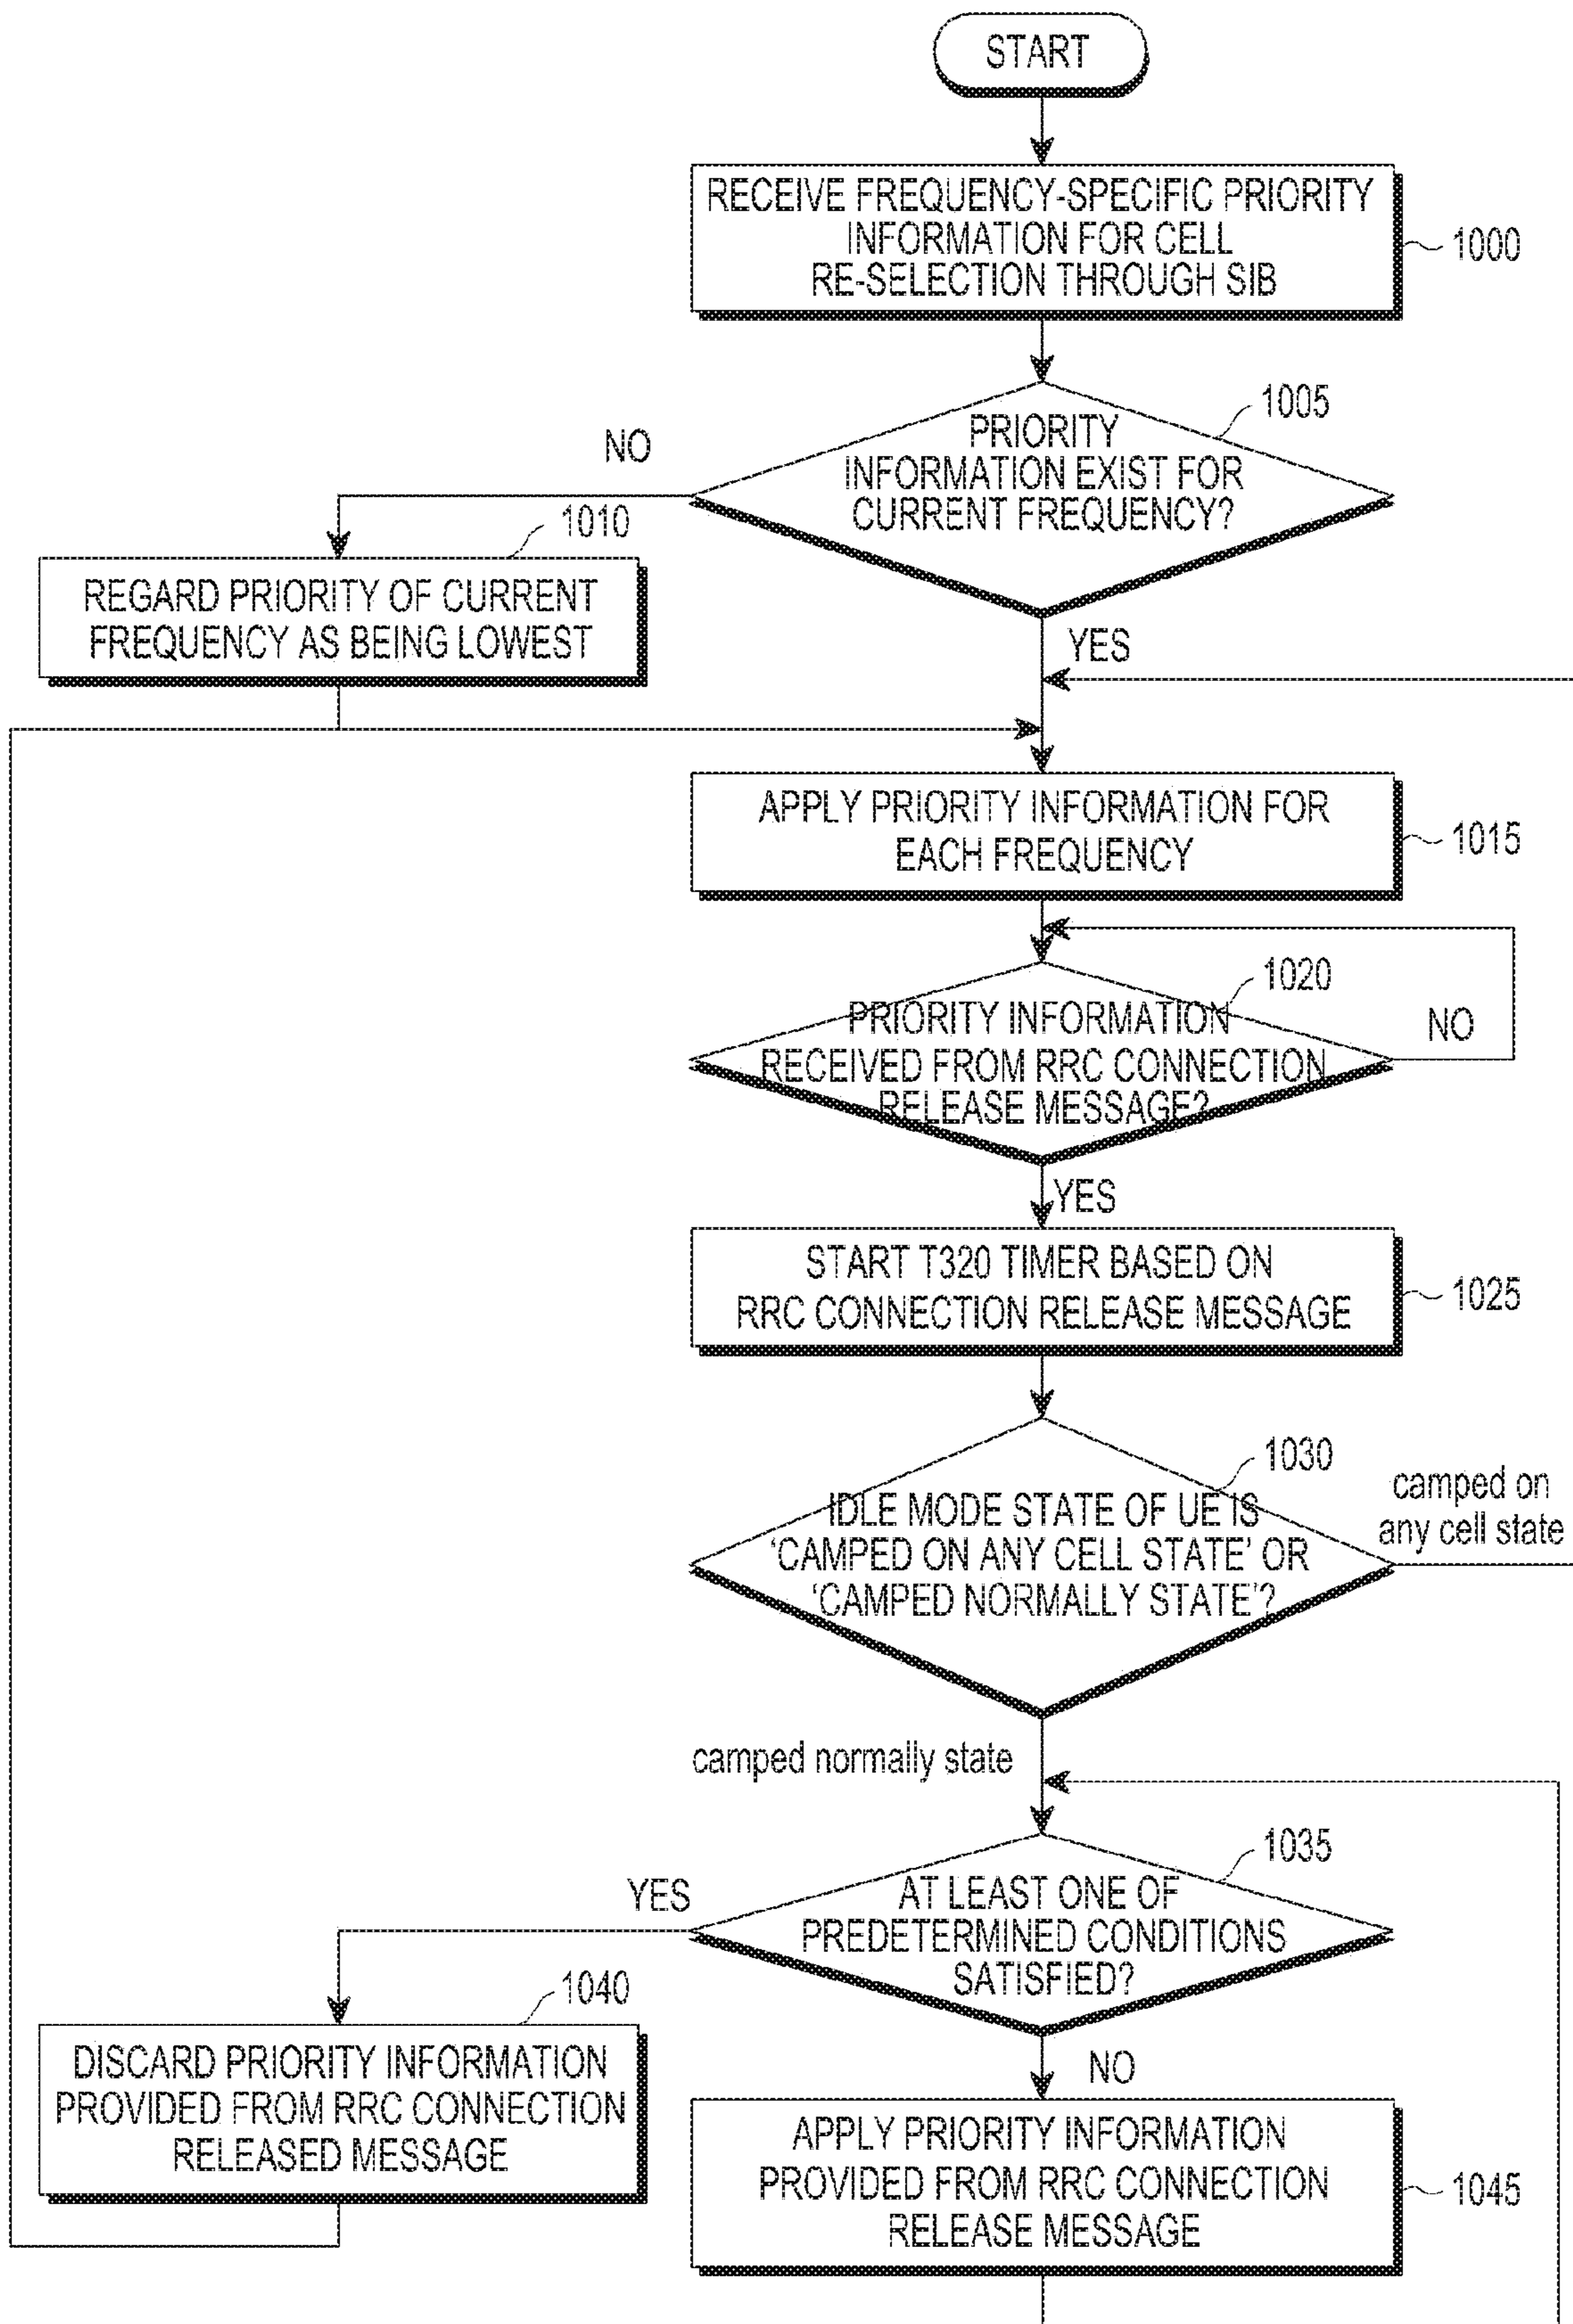 START
RECEIVE FREQUENCY-SPECIFIC PRIORITY
INFORMATION FOR CELL
RE-SELECTION THROUGH SIB
1000
1005
PRIORITY
INFORMATION EXIST FOR
CURRENT FREQUENCY?
NO
1010
REGARD PRIORITY OF CURRENT
FREQUENCY AS BEING LOWEST
YES
APPLY PRIORITY INFORMATION FOR
EACH FREQUENCY
1015
1020
PRIORITY INFORMATION
RECEIVED FROM RRC CONNECTION
RELEASE MESSAGE?
NO
YES
START T320 TIMER BASED ON
RRC CONNECTION RELEASE MESSAGE
1025
1030
IDLE MODE STATE OF UE IS
'CAMPED ON ANY CELL STATE' OR
'CAMPED NORMALLY STATE'?
camped on
any cell state
camped normally state
1035
AT LEAST ONE OF
PREDETERMINED CONDITIONS
SATISFIED?
YES
1040
DISCARD PRIORITY INFORMATION
PROVIDED FROM RRC CONNECTION
RELEASED MESSAGE
NO
APPLY PRIORITY INFORMATION
PROVIDED FROM RRC CONNECTION
RELEASE MESSAGE
1045